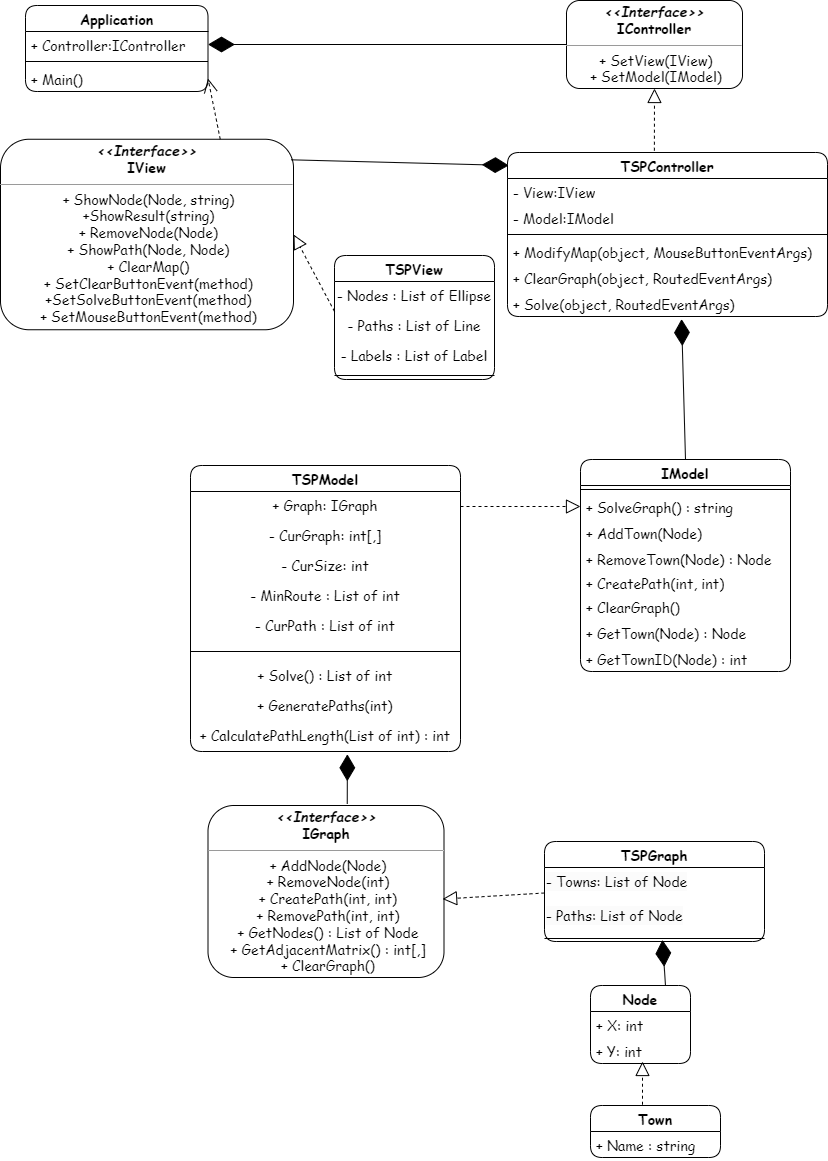 Application
+ Controller:IController
+ Main()
<<Interface>>
IController
+ SetView(IView)
+ SetModel(IModel)
<<Interface>>
IView
+ ShowNode(Node, string)
+ShowResult(string)
+ RemoveNode(Node)
+ ShowPath(Node, Node)
+ ClearMap()
+ SetClearButtonEvent(method)
+SetSolveButtonEvent(method)
+ SetMouseButtonEvent(method)
TSPController
- View:IView
- Model:IModel
+ ModifyMap(object, MouseButtonEventArgs)
+ ClearGraph(object, RoutedEventArgs)
+ Solve(object, RoutedEventArgs)
TSPView
- Nodes : List of Ellipse
- Paths : List of Line
- Labels : List of Label
TSPModel
+ Graph: IGraph
- CurGraph: int[,]
- CurSize: int
- MinRoute : List of int
- CurPath : List of int
+ Solve() : List of int
+ GeneratePaths(int)
+ CalculatePathLength(List of int) : int
IModel
+ SolveGraph() : string
+ AddTown(Node)
+ RemoveTown(Node) : Node
+ CreatePath(int, int)
+ ClearGraph()
+ GetTown(Node) : Node
+ GetTownID(Node) : int
<<Interface>>
IGraph
+ AddNode(Node)
+ RemoveNode(int)
+ CreatePath(int, int)
+ RemovePath(int, int)
+ GetNodes() : List of Node
+ GetAdjacentMatrix() : int[,]
+ ClearGraph()
TSPGraph
- Towns: List of Node
- Paths: List of Node
Node
+ X: int
+ Y: int
Town
+ Name : string